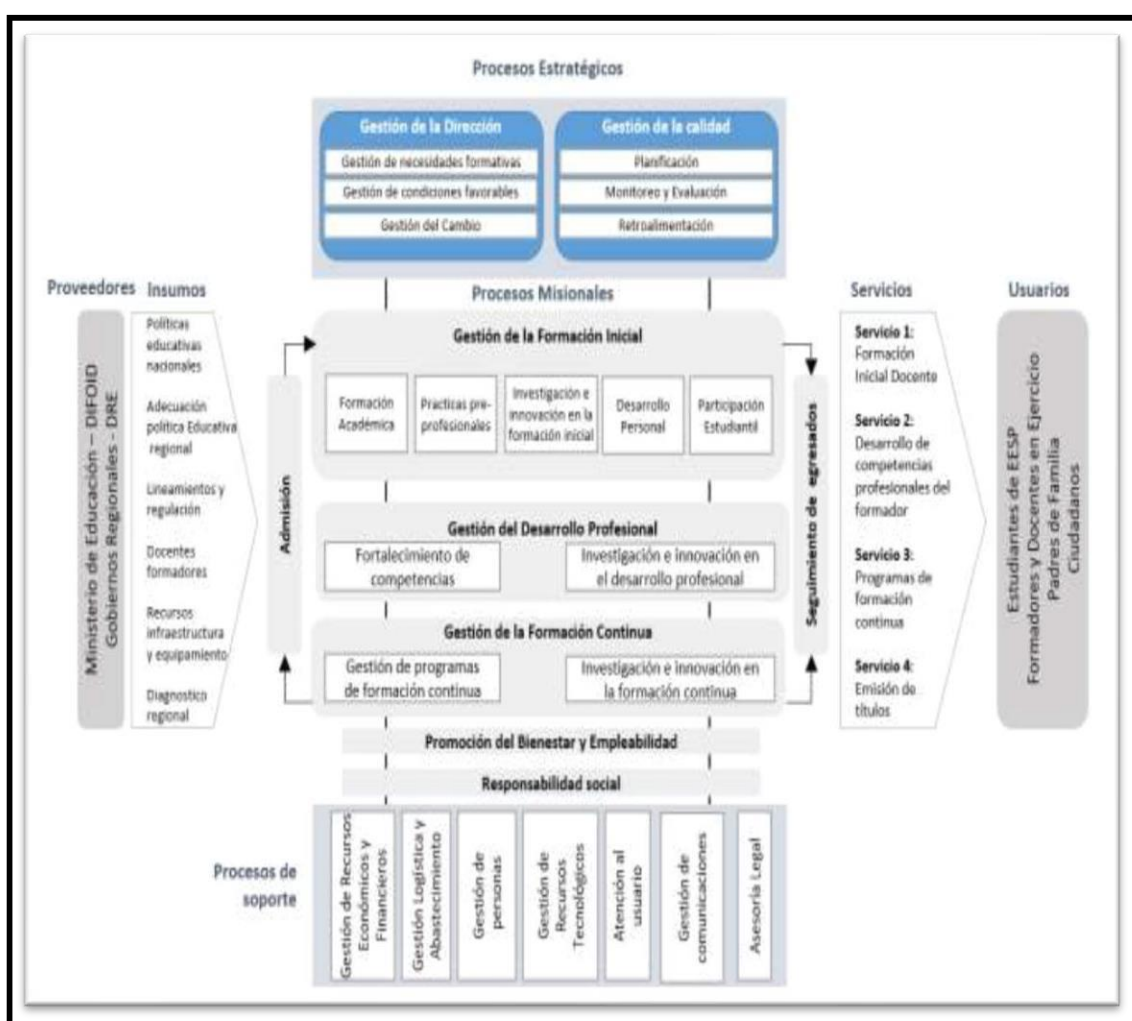 Procesos Estratégicos
Gestión de la Dirección
Gestión de necesidades formativas
Gestión de condiciones favorables
Gestión del Cambio
Gestión de la calidad
Planificación
Monitoreo y Evaluación
Retroalimentación
Proveedores
Ministerio de Educación – DIFOID
Gobiernos Regionales - DRE
Insumos
Políticas
educativas
nacionales
Adecuación
política Educativa
regional
Lineamientos y
regulación
Docentes
formadores
Recursos
infraestructura
y equipamiento
Diagnostico
regional
Admisión
Procesos Misionales
Gestión de la Formación Inicial
Formación
Académica
Practicas pre-
profesionales
Investigación e
innovación en la
formación inicial
Desarrollo
Personal
Participación
Estudiantil
Gestión del Desarrollo Profesional
Fortalecimiento de
competencias
Investigación e innovación en
el desarrollo profesional
Gestión de la Formación Continua
Gestión de programas
de formación continua
Investigación e innovación en
la formación continua
Promoción del Bienestar y Empleabilidad
Responsabilidad social
Seguimiento de egresados
Servicios
Servicio 1:
Formación
Inicial Docente
Servicio 2:
Desarrollo de
competencias
profesionales del
formador
Servicio 3:
Programas de
formación
continua
Servicio 4:
Emisión de
títulos
Usuarios
Estudiantes de EESP
Formadores y Docentes en Ejercicio
Padres de Familia
Ciudadanos
Procesos de
soporte
Gestión de Recursos
Económicos y
Financieros
Gestión Logística y
Abastecimiento
Gestión de
personas
Gestión de
Recursos
Tecnológicos
Atención al
usuario
Gestión de
comunicaciones
Asesoría Legal